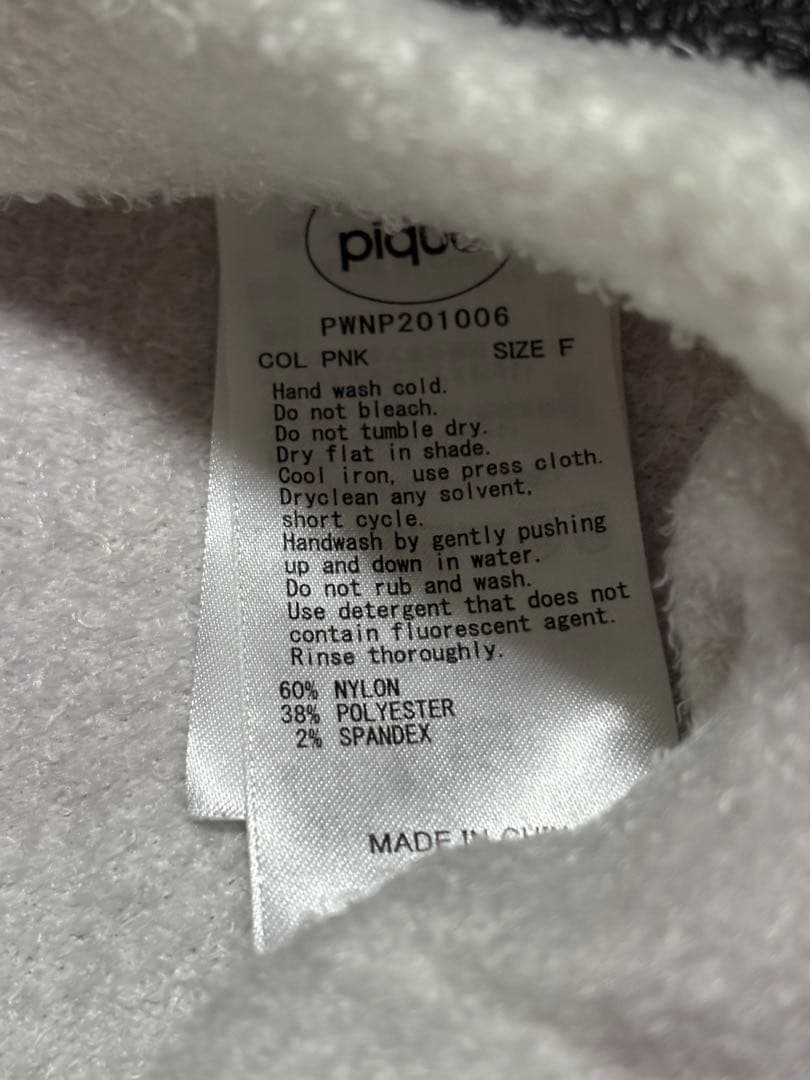 PWNP201006
COL PNK SIZE F
Hand wash cold.
Do not bleach.
Do not tumble dry.
Dry flat in shade.
Cool iron, use press cloth.
Dryclean any solvent,
short cycle.
Handwash by gently pushing
up and down in water.
Do not rub and wash.
Use detergent that does not
contain fluorescent agent.
Rinse thoroughly.
60% NYLON
38% POLYESTER
2% SPANDEX
MADE IN